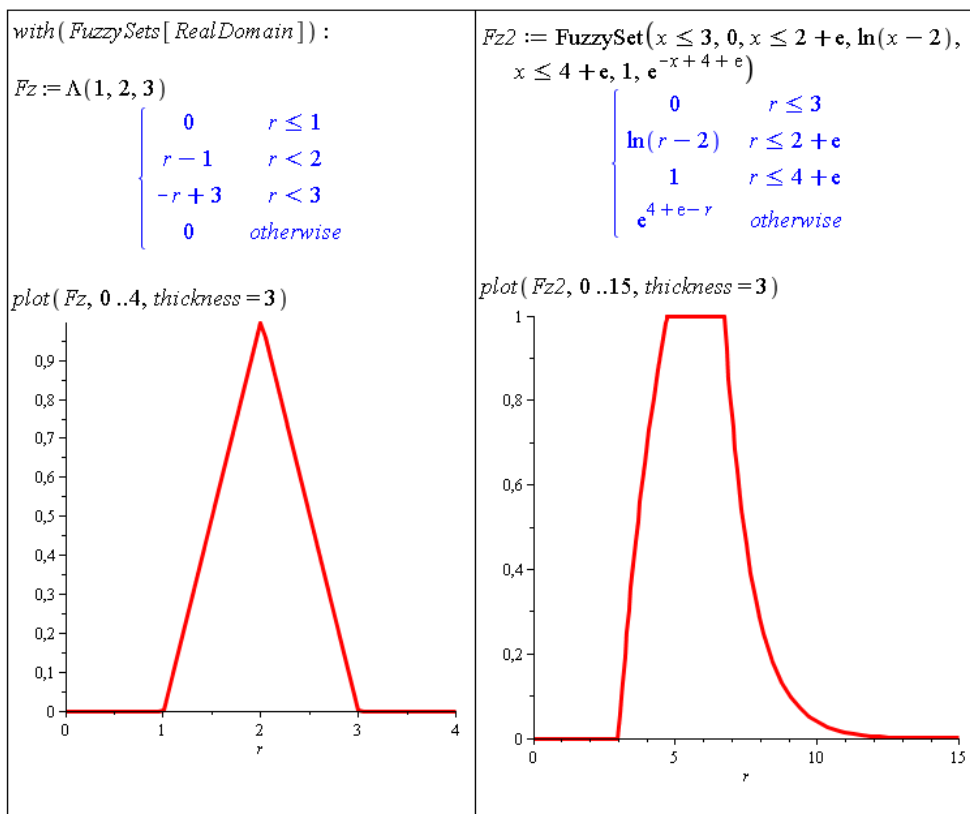 with(FuzzySets[RealDomain]) :
Fz := Λ(1, 2, 3)
0 r ≤ 1
r − 1 r < 2
−r + 3 r < 3
0 otherwise
plot(Fz, 0 ..4, thickness = 3)
0,9
0,8
0,7
0,6
0,5
0,4
0,3
0,2
0,1
0
0 1 2 3 4
r
Fz2 := FuzzySet(x ≤ 3, 0, x ≤ 2 + e, ln(x − 2),
x ≤ 4 + e, 1, e^(−x + 4 + e))
0 r ≤ 3
ln(r − 2) r ≤ 2 + e
1 r ≤ 4 + e
e^(4 + e − r) otherwise
plot(Fz2, 0 ..15, thickness = 3)
1
0,8
0,6
0,4
0,2
0
0 5 10 15
r